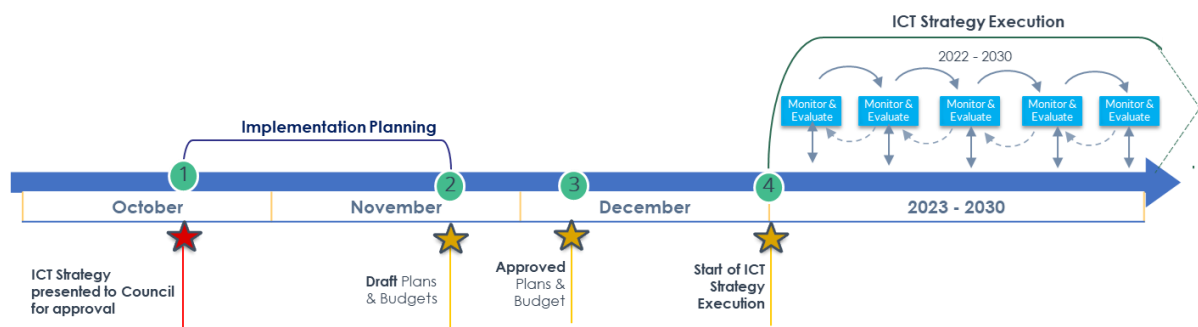 ICT Strategy Execution
2022 - 2030
Monitor &
Evaluate
Monitor &
Evaluate
Monitor &
Evaluate
Monitor &
Evaluate
Monitor &
Evaluate
Implementation Planning
1
2
3
4
October
November
December
2023 - 2030
ICT Strategy
presented to Council
for approval
Draft Plans
& Budgets
Approved
Plans &
Budget
Start of ICT
Strategy
Execution